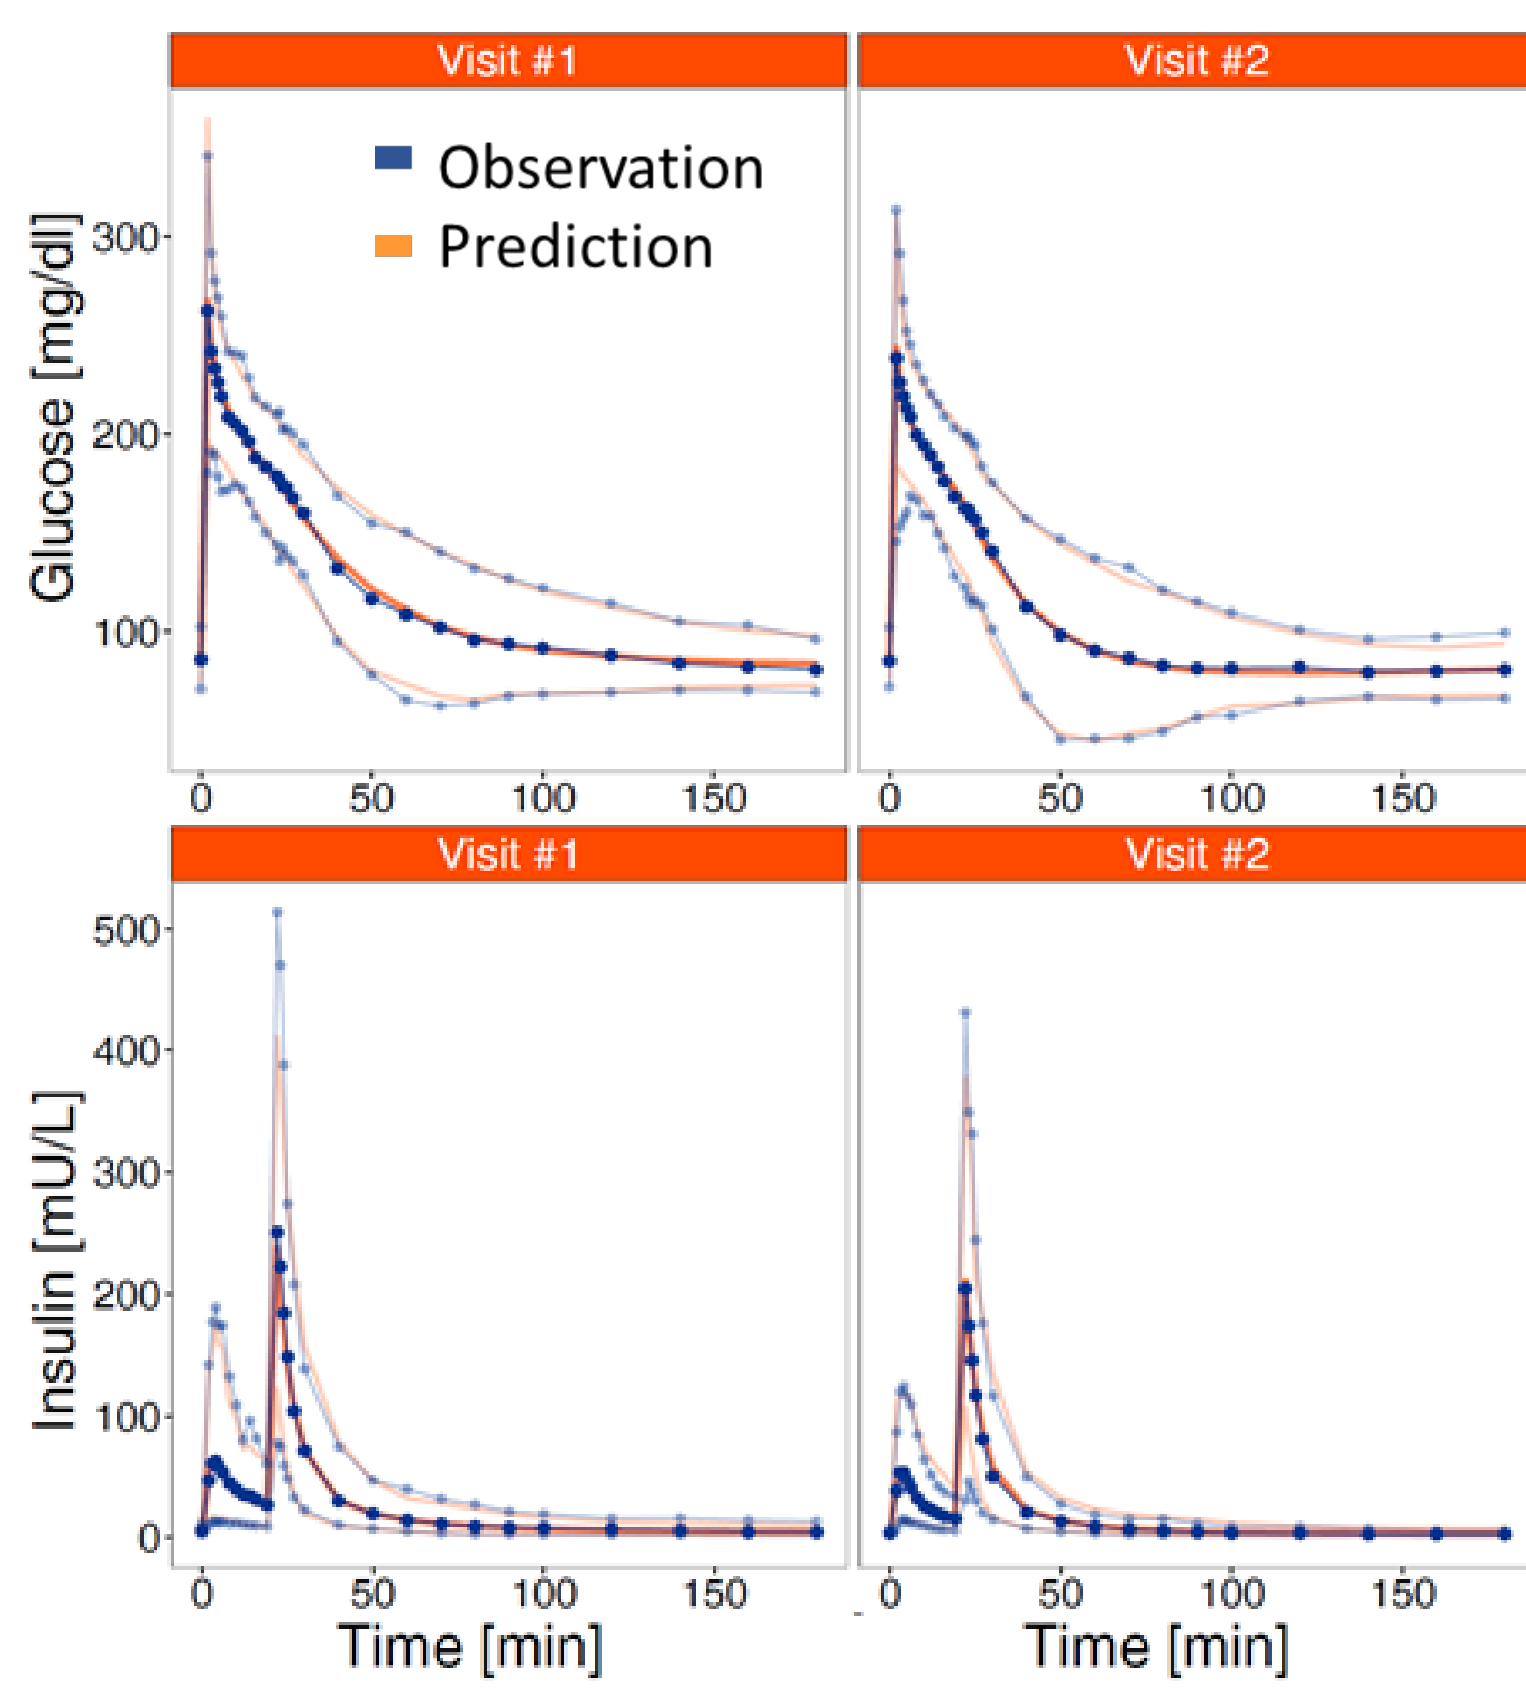 Visit #1
Visit #2
Observation
Prediction
Glucose [mg/dl]
300
200
100
0 50 100 150
0 50 100 150
Visit #1
Visit #2
Insulin [mU/L]
500
400
300
200
100
0
0 50 100 150
0 50 100 150
Time [min]
Time [min]